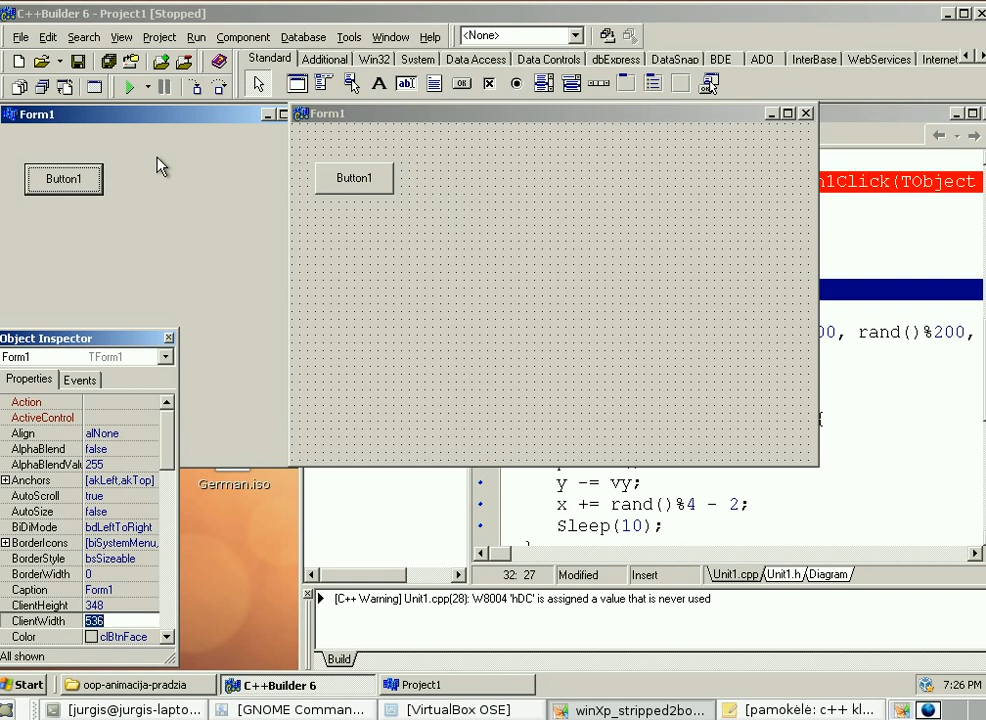 C++Builder 6 - Project1 [Stopped]
File Edit Search View Project Run Component Database Tools Window Help <None>
Standard Additional Win32 System Data Access Data Controls dbExpress DataSnap BDE ADO InterBase WebServices Internet
Form1
Button1
Form1
Button1
n1Click(TObject
00, rand()%200,
{
y -= vy;
x += rand()%4 - 2;
Sleep(10);
}
Object Inspector
Form1 TForm1
Properties Events
Action
ActiveControl
Align alNone
AlphaBlend false
AlphaBlendValu 255
Anchors [akLeft,akTop]
AutoScroll true
AutoSize false
BiDiMode bdLeftToRight
BorderIcons [biSystemMenu,
BorderStyle bsSizeable
BorderWidth 0
Caption Form1
ClientHeight 348
ClientWidth 536
Color clBtnFace
All shown
German.iso
32: 27 Modified Insert Unit1.cpp Unit1.h Diagram
[C++ Warning] Unit1.cpp(28): W8004 'hDC' is assigned a value that is never used
Build
Start oop-animacija-pradzia C++Builder 6 Project1 7:26 PM
[jurgis@jurgis-lapto... [GNOME Comman... [VirtualBox OSE] winXp_stripped2bo... [pamokėlė: c++ kl...